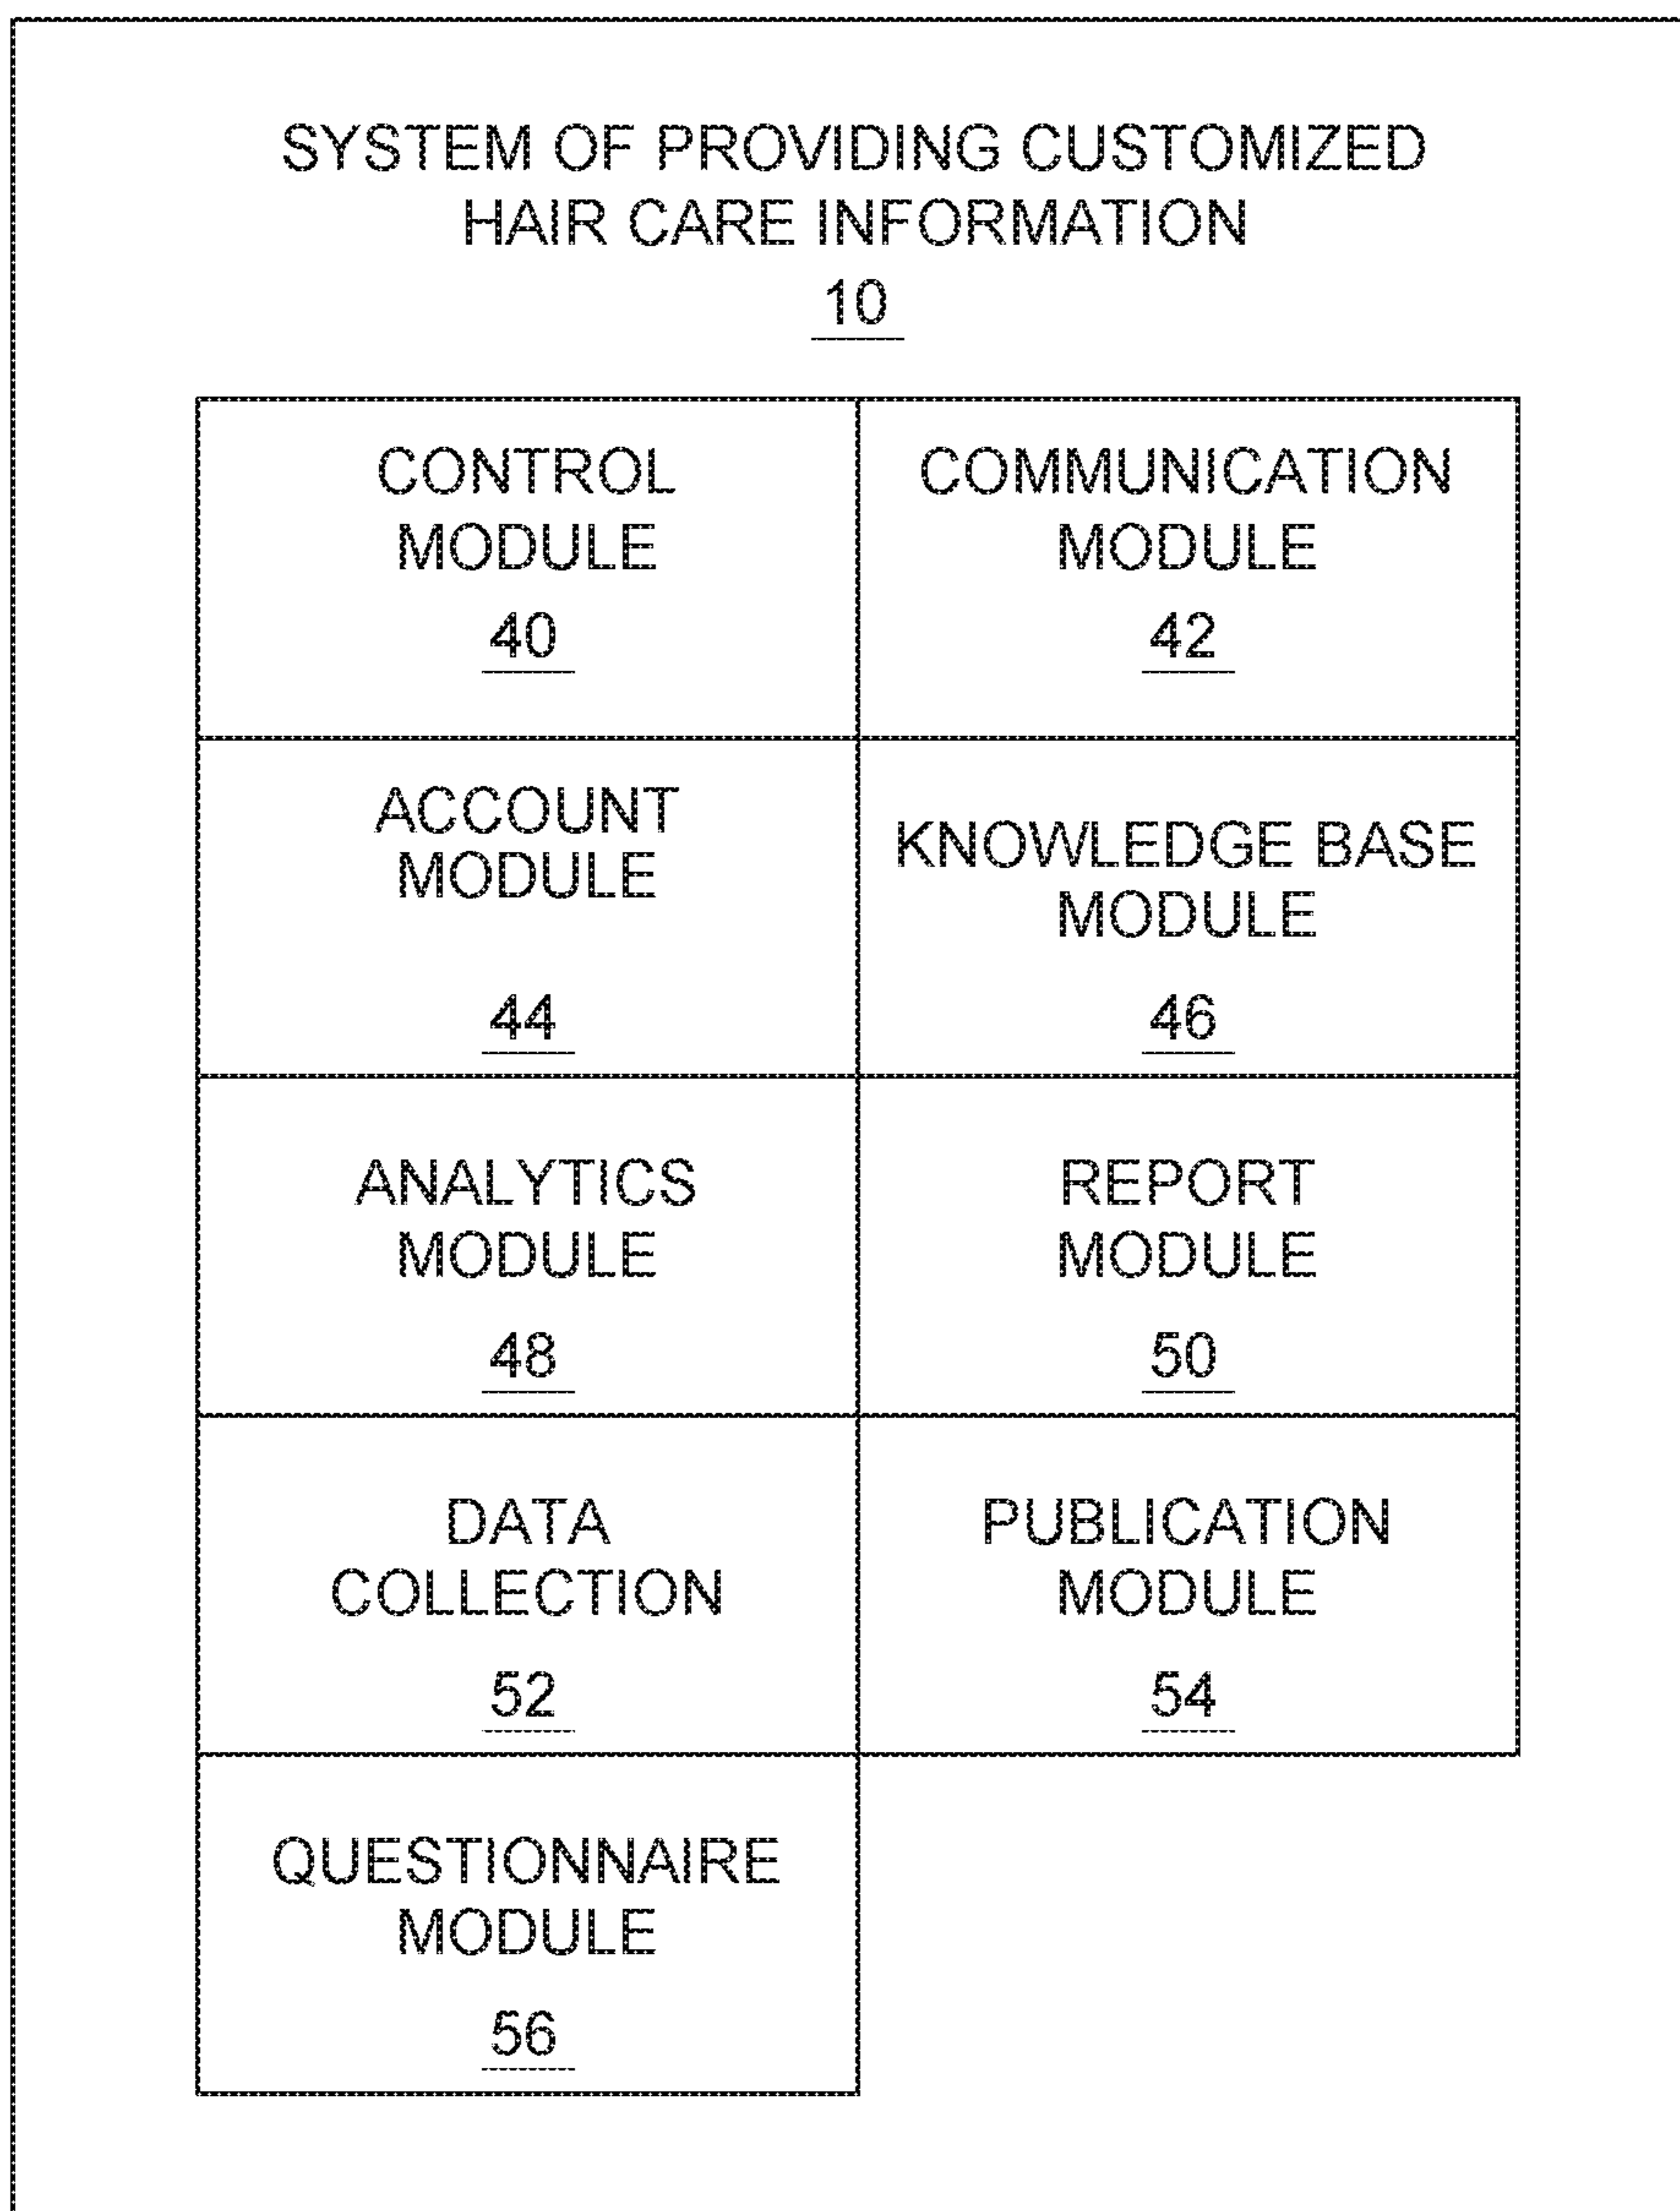 SYSTEM OF PROVIDING CUSTOMIZED
HAIR CARE INFORMATION
10
CONTROL
MODULE
40
COMMUNICATION
MODULE
42
ACCOUNT
MODULE
44
KNOWLEDGE BASE
MODULE
46
ANALYTICS
MODULE
48
REPORT
MODULE
50
DATA
COLLECTION
52
PUBLICATION
MODULE
54
QUESTIONNAIRE
MODULE
56